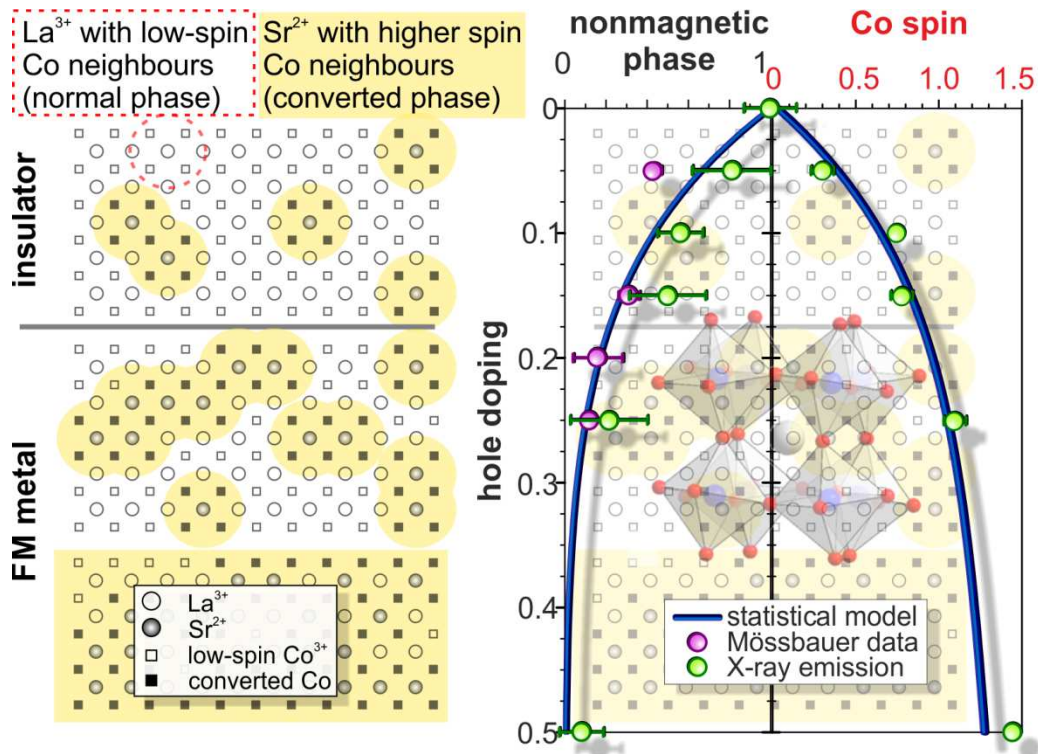 La³⁺ with low-spin
Co neighbours
(normal phase)
Sr²⁺ with higher spin
Co neighbours
(converted phase)
insulator
FM metal
La³⁺
Sr²⁺
low-spin Co³⁺
converted Co
nonmagnetic
phase
0
1
Co spin
0
0.5
1.0
1.5
hole doping
0
0.1
0.2
0.3
0.4
0.5
statistical model
Mössbauer data
X-ray emission